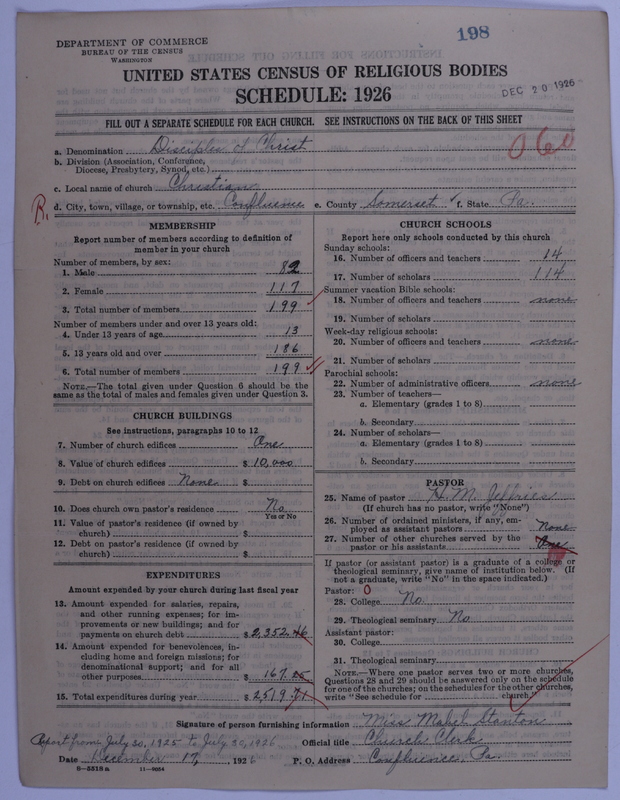 198
DEPARTMENT OF COMMERCE
BUREAU OF THE CENSUS
WASHINGTON
UNITED STATES CENSUS OF RELIGIOUS BODIES
SCHEDULE: 1926
DEC 20 1926
FILL OUT A SEPARATE SCHEDULE FOR EACH CHURCH. SEE INSTRUCTIONS ON THE BACK OF THIS SHEET
060
a. Denomination Disciples of Christ
b. Division (Association, Conference,
Diocese, Presbytery, Synod, etc.)
c. Local name of church Christian
R.
d. City, town, village, or township, etc. Confluence e. County Somerset f. State Pa.
MEMBERSHIP
Report number of members according to definition of
member in your church
Number of members, by sex:
1. Male 82
2. Female 117
3. Total number of members 199
Number of members under and over 13 years old:
4. Under 13 years of age 13
5. 13 years old and over 186
6. Total number of members 199
NOTE.—The total given under Question 6 should be the
same as the total of males and females given under Question 3.
CHURCH BUILDINGS
See instructions, paragraphs 10 to 12
7. Number of church edifices One
8. Value of church edifices $10,000
9. Debt on church edifices None $
10. Does church own pastor's residence No
Yes or No
11. Value of pastor's residence (if owned by
church) $
12. Debt on pastor's residence (if owned by
church) $
EXPENDITURES
Amount expended by your church during last fiscal year
13. Amount expended for salaries, repairs,
and other running expenses; for im-
provements or new buildings; and for
payments on church debt $2,352.46
14. Amount expended for benevolences, in-
cluding home and foreign missions; for
denominational support; and for all
other purposes 167.25
15. Total expenditures during year $2,519.71
CHURCH SCHOOLS
Report here only schools conducted by this church
Sunday schools:
16. Number of officers and teachers 14
17. Number of scholars 114
Summer vacation Bible schools:
18. Number of officers and teachers none
19. Number of scholars
Week-day religious schools:
20. Number of officers and teachers none
21. Number of scholars
Parochial schools:
22. Number of administrative officers none
23. Number of teachers—
a. Elementary (grades 1 to 8)
b. Secondary
24. Number of scholars—
a. Elementary (grades 1 to 8)
b. Secondary
PASTOR
25. Name of pastor H. M. Jeffries
(If church has no pastor, write "None")
26. Number of ordained ministers, if any, em-
ployed as assistant pastors None
27. Number of other churches served by the
pastor or his assistants One
If pastor (or assistant pastor) is a graduate of a college or
theological seminary, give name of institution below. (If
not a graduate, write "No" in the space indicated.)
Pastor: 0
28. College No
29. Theological seminary No
Assistant pastor:
30. College
31. Theological seminary
NOTE.—Where one pastor serves two or more churches,
Questions 28 and 29 should be answered only on the schedule
for one of the churches; on the schedules for the other churches,
write "See schedule for church."
Signature of person furnishing information Miss Mabel Stanton
Report from July 30, 1925 to July 30, 1926 Official title Church Clerk
Date December 17, 1926 P. O. Address Confluence, Pa.
8—5518a 11—9054